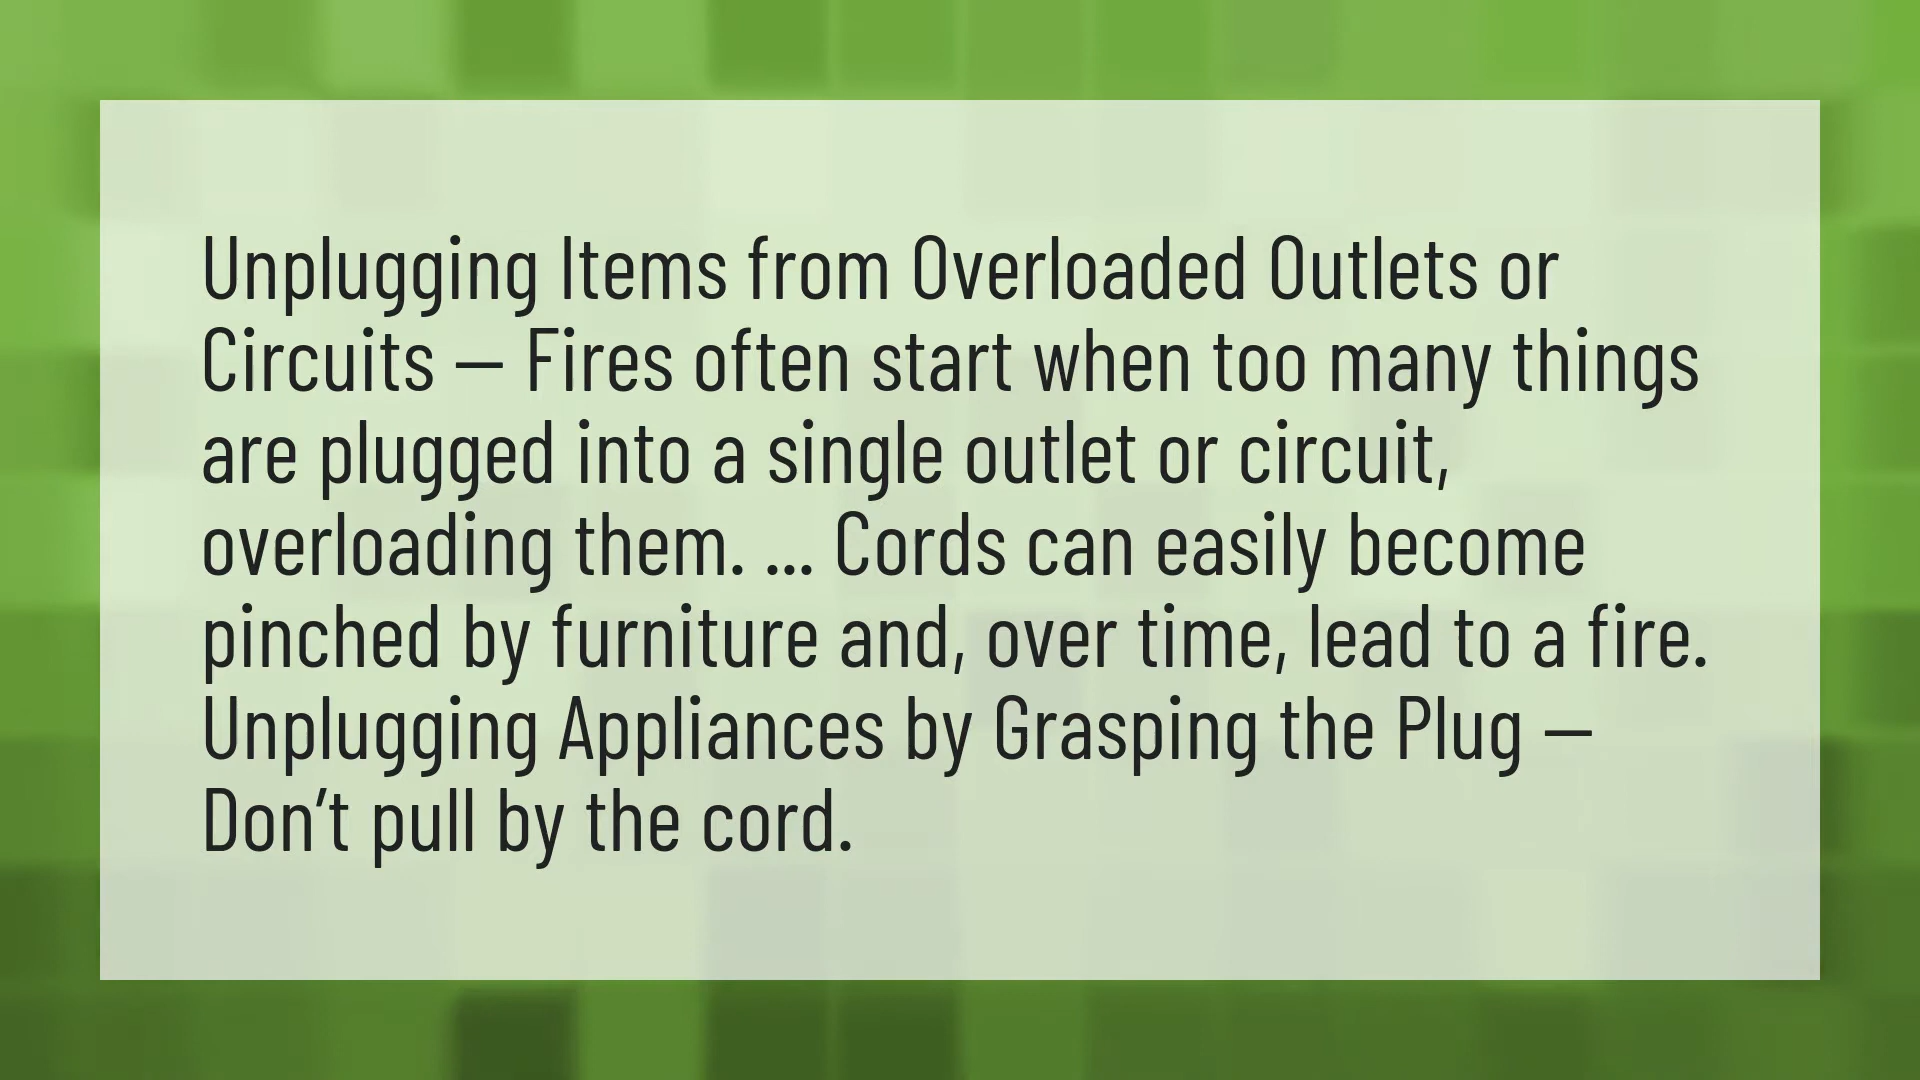 Unplugging Items from Overloaded Outlets or
Circuits – Fires often start when too many things
are plugged into a single outlet or circuit,
overloading them. ... Cords can easily become
pinched by furniture and, over time, lead to a fire.
Unplugging Appliances by Grasping the Plug –
Don’t pull by the cord.